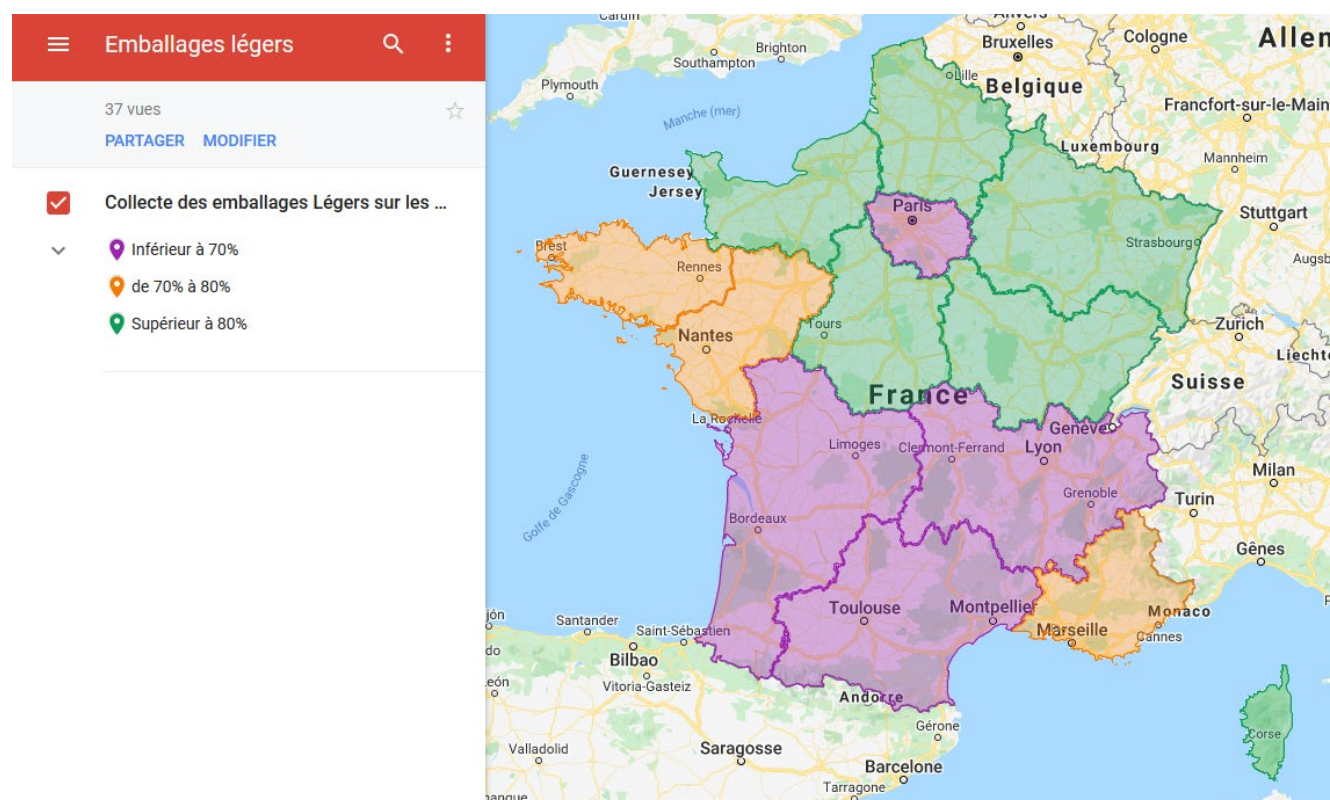 Emballages légers
37 vues
PARTAGER MODIFIER
Collecte des emballages Légers sur les ...
Inférieur à 70%
de 70% à 80%
Supérieur à 80%
Cardiff
Anvers
Bruxelles
Cologne
Allen
Brighton
Southampton
Plymouth
Lille
Belgique
Francfort-sur-le-Main
Manche (mer)
Luxembourg
Mannheim
Guernesey
Jersey
Paris
Stuttgart
Brest
Strasbourg
Augsb
Rennes
Tours
Zurich
Nantes
Liechte
Suisse
France
La Rochelle
Genève
Limoges
Clermont-Ferrand
Lyon
Milan
Golfe de Gascogne
Grenoble
Turin
Bordeaux
Gênes
Toulouse
Montpellier
Monaco
ijón
Santander
Saint-Sébastien
Marseille
Cannes
do
Bilbao
eón
Vitoria-Gasteiz
Andorre
Gérone
Corse
Valladolid
Saragosse
Barcelone
Tarragone